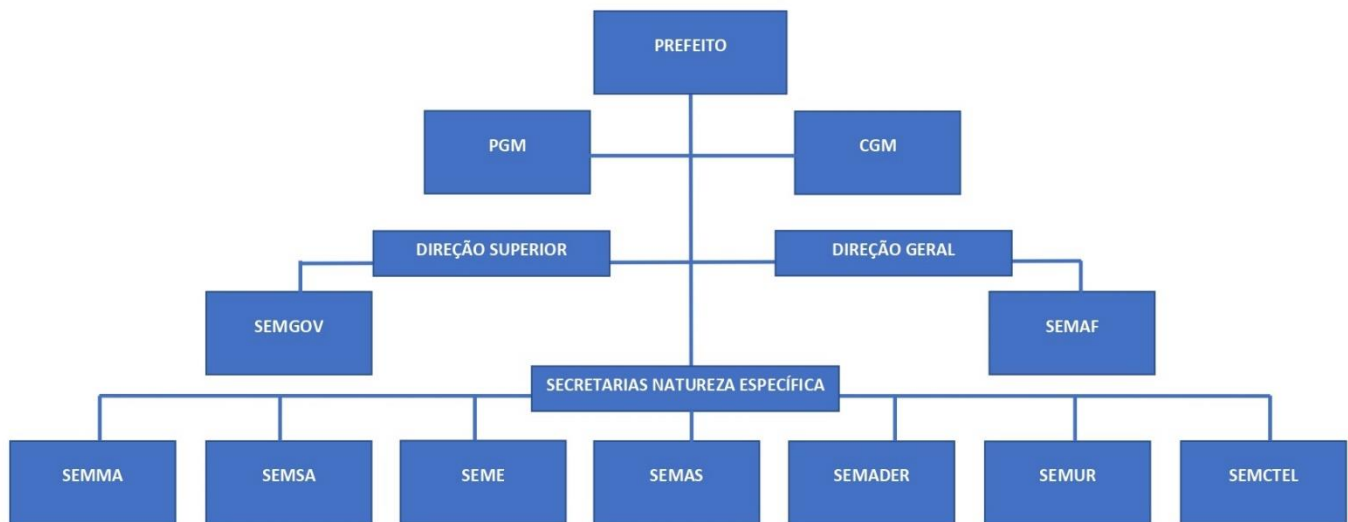 PREFEITO
PGM
CGM
DIREÇÃO SUPERIOR
DIREÇÃO GERAL
SEMGOV
SEMAF
SECRETARIAS NATUREZA ESPECÍFICA
SEMMA
SEMSA
SEME
SEMAS
SEMADER
SEMUR
SEMCTEL